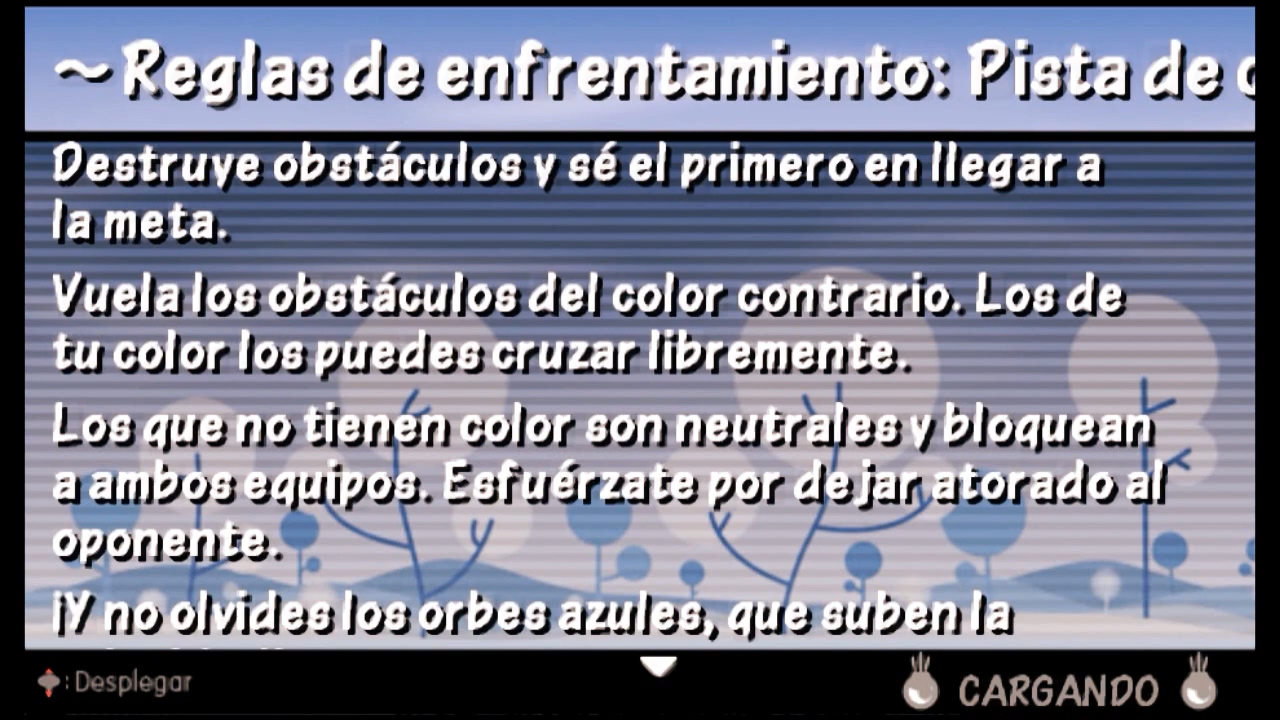 ~Reglas de enfrentamiento: Pista de
Destruye obstáculos y sé el primero en llegar a
la meta.
Vuela los obstáculos del color contrario. Los de
tu color los puedes cruzar libremente.
Los que no tienen color son neutrales y bloquean
a ambos equipos. Esfuérzate por dejar atorado al
oponente.
¡Y no olvides los orbes azules, que suben la
: Desplegar
CARGANDO